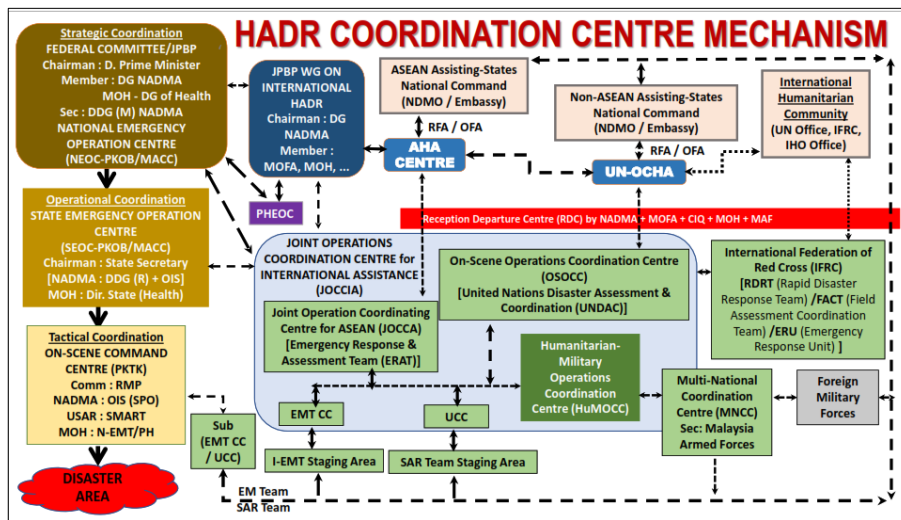 HADR COORDINATION CENTRE MECHANISM
Strategic Coordination
FEDERAL COMMITTEE/JPBP
Chairman : D. Prime Minister
Member : DG NADMA
MOH - DG of Health
Sec : DDG (M) NADMA
NATIONAL EMERGENCY
OPERATION CENTRE
(NEOC-PKOB/MACC)
JPBP WG ON
INTERNATIONAL
HADR
Chairman : DG
NADMA
Member :
MOFA, MOH, ...
ASEAN Assisting-States
National Command
(NDMO / Embassy)
RFA / OFA
AHA
CENTRE
Non-ASEAN Assisting-States
National Command
(NDMO / Embassy)
RFA / OFA
UN-OCHA
International
Humanitarian
Community
(UN Office, IFRC,
IHO Office)
PHEOC
Reception Departure Centre (RDC) by NADMA + MOFA + CIQ + MOH + MAF
Operational Coordination
STATE EMERGENCY OPERATION
CENTRE
(SEOC-PKOB/MACC)
Chairman : State Secretary
[NADMA : DDG (R) + OIS]
MOH : Dir. State (Health)
JOINT OPERATIONS
COORDINATION CENTRE for
INTERNATIONAL ASSISTANCE
(JOCCIA)
Joint Operation Coordinating
Centre for ASEAN (JOCCA)
[Emergency Response
& Assessment Team (ERAT)]
On-Scene Operations Coordination Centre
(OSOCC)
[United Nations Disaster Assessment &
Coordination (UNDAC)]
International Federation of
Red Cross (IFRC)
[RDRT (Rapid Disaster
Response Team) /FACT (Field
Assessment Coordination
Team) /ERU (Emergency
Response Unit) ]
Tactical Coordination
ON-SCENE COMMAND
CENTRE (PKTK)
Comm : RMP
NADMA : OIS (SPO)
USAR : SMART
MOH : N-EMT/PH
Humanitarian-
Military
Operations
Coordination
Centre (HuMOCC)
EMT CC
UCC
Sub
(EMT CC
/ UCC)
I-EMT Staging Area
SAR Team Staging Area
Multi-National
Coordination
Centre (MNCC)
Sec: Malaysia
Armed Forces
Foreign
Military
Forces
DISASTER
AREA
EM Team
SAR Team